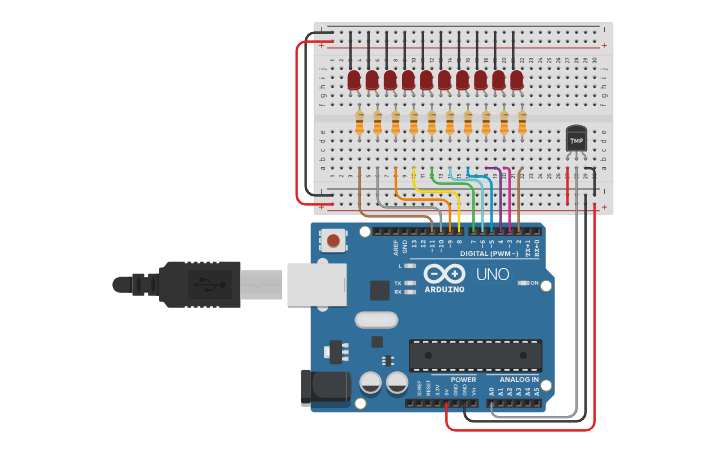 TMP
AREF
GND
13
12
~11
~10
~9
8
7
~6
~5
4
~3
2
TX→1
RX←0
DIGITAL (PWM~)
L
TX
RX
UNO
ARDUINO
ON
POWER
ANALOG IN
IOREF
RESET
3.3V
5V
GND
GND
Vin
A0
A1
A2
A3
A4
A5